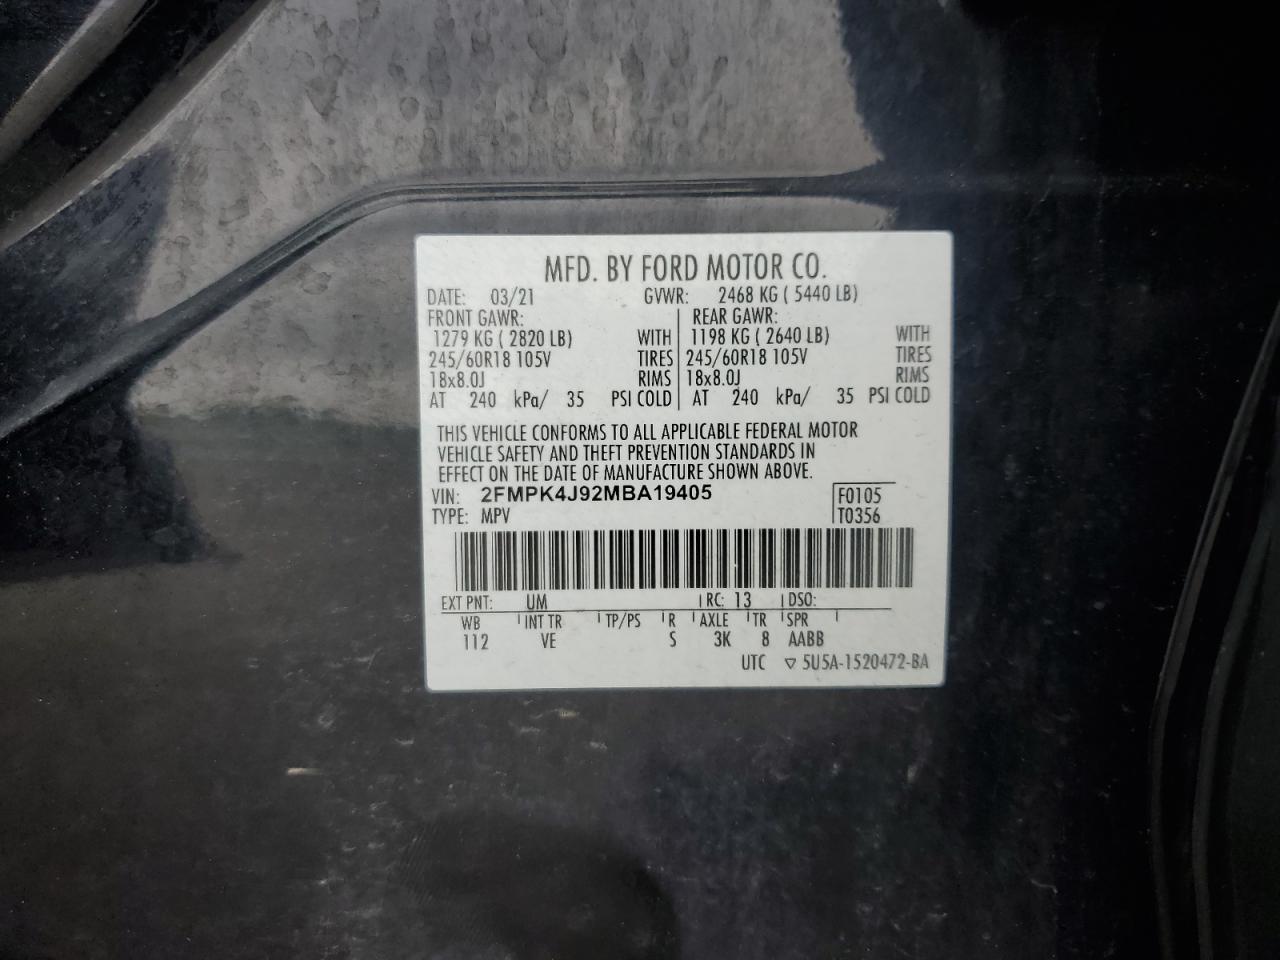 MFD. BY FORD MOTOR CO.
DATE: 03/21 GVWR: 2468 KG ( 5440 LB)
FRONT GAWR: REAR GAWR:
1279 KG ( 2820 LB) WITH 1198 KG ( 2640 LB) WITH
245/60R18 105V TIRES 245/60R18 105V TIRES
18x8.0J RIMS 18x8.0J RIMS
AT 240 kPa/ 35 PSI COLD AT 240 kPa/ 35 PSI COLD
THIS VEHICLE CONFORMS TO ALL APPLICABLE FEDERAL MOTOR
VEHICLE SAFETY AND THEFT PREVENTION STANDARDS IN
EFFECT ON THE DATE OF MANUFACTURE SHOWN ABOVE.
VIN: 2FMPK4J92MBA19405 F0105
TYPE: MPV T0356
EXT PNT: UM RC: 13 DSO:
WB INT TR TP/PS R AXLE TR SPR
112 VE S 3K 8 AABB
UTC ▽ 5U5A-1520472-BA